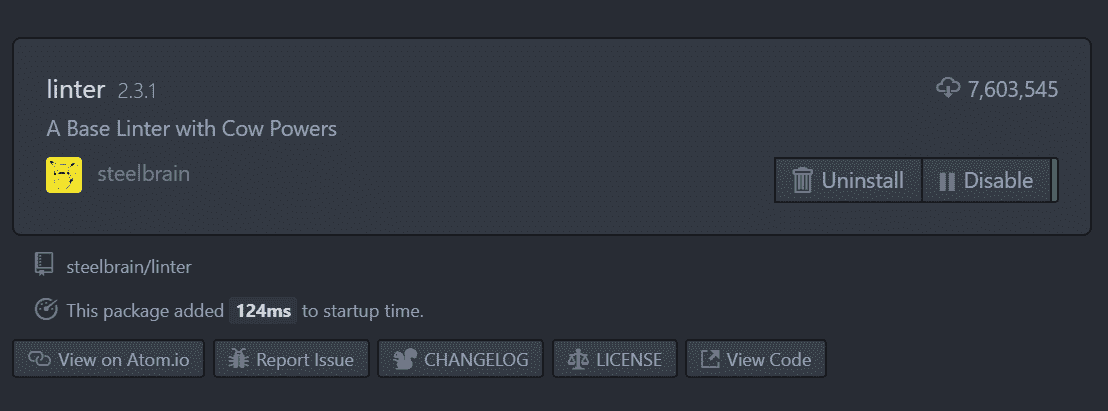 linter 2.3.1 7,603,545
A Base Linter with Cow Powers
steelbrain Uninstall Disable
steelbrain/linter
This package added 124ms to startup time.
View on Atom.io Report Issue CHANGELOG LICENSE View Code